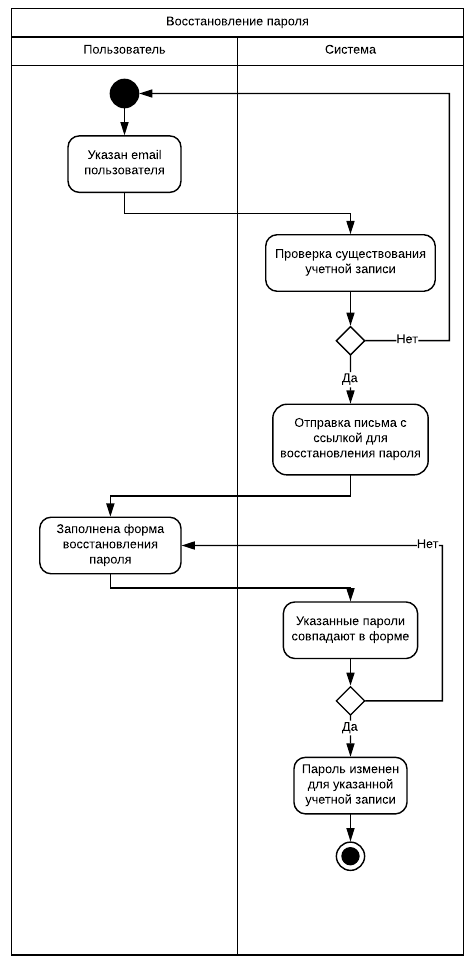 Восстановление пароля
Пользователь
Система
Указан email
пользователя
Проверка существования
учетной записи
Нет
Да
Отправка письма с
ссылкой для
восстановления пароля
Заполнена форма
восстановления
пароля
Нет
Указанные пароли
совпадают в форме
Да
Пароль изменен
для указанной
учетной записи